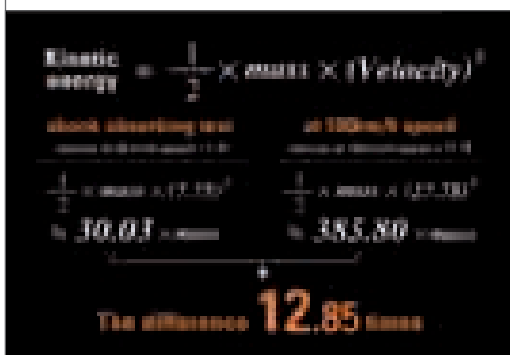 Kinetic energy = 1/2 × mass × (Velocity)²
shock absorbing test
at 100km/h speed
1/2 × mass × (7.75)²
1/2 × mass × (27.78)²
≒ 30.03 × mass
≒ 385.80 × mass
The difference 12.85 times